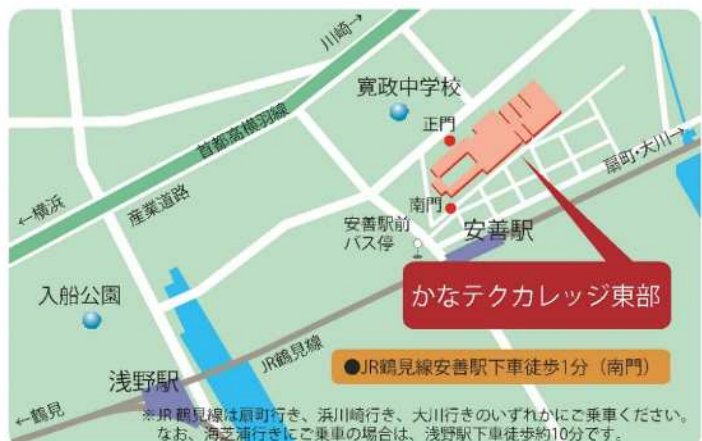 川崎→
寛政中学校
正門
首都高横羽線
扇町・大川→
←横浜
産業道路
南門
安善駅前
バス停
安善駅
入船公園
かなテクカレッジ東部
JR鶴見線
●JR鶴見線安善駅下車徒歩1分（南門）
浅野駅
←鶴見
※JR鶴見線は扇町行き、浜川崎行き、大川行きのいずれかにご乗車ください。
なお、海芝浦行きにご乗車の場合は、浅野駅下車徒歩約10分です。